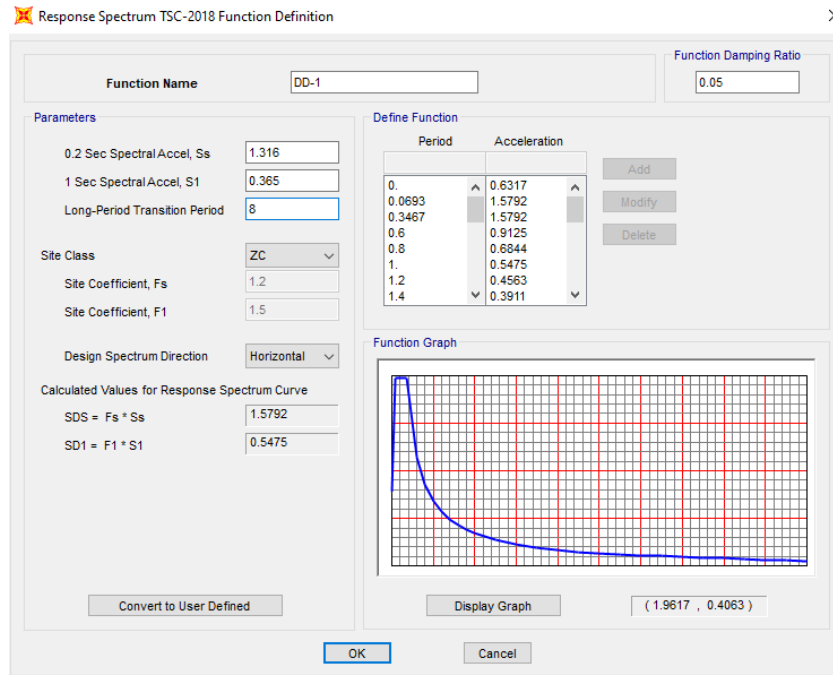 Response Spectrum TSC-2018 Function Definition
Function Name
DD-1
Function Damping Ratio
0.05
Parameters
0.2 Sec Spectral Accel, Ss
1.316
1 Sec Spectral Accel, S1
0.365
Long-Period Transition Period
8
Site Class
ZC
Site Coefficient, Fs
1.2
Site Coefficient, F1
1.5
Design Spectrum Direction
Horizontal
Calculated Values for Response Spectrum Curve
SDS = Fs * Ss
1.5792
SD1 = F1 * S1
0.5475
Convert to User Defined
Define Function
Period Acceleration
0. 0.6317
0.0693 1.5792
0.3467 1.5792
0.6 0.9125
0.8 0.6844
1. 0.5475
1.2 0.4563
1.4 0.3911
Add
Modify
Delete
Function Graph
Display Graph
(1.9617 , 0.4063 )
OK
Cancel